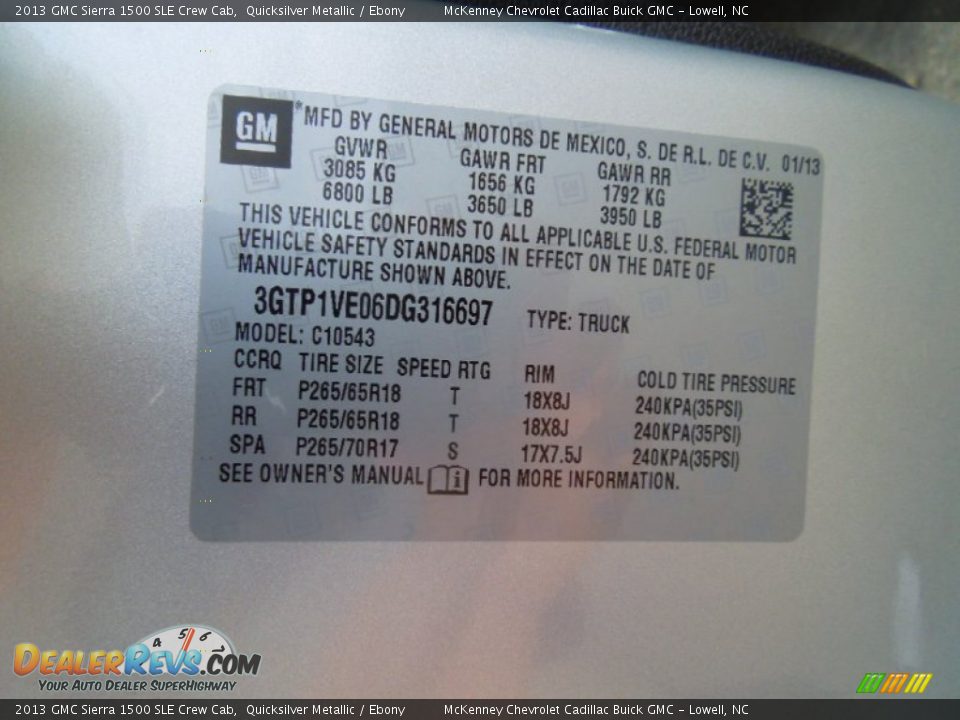 2013 GMC Sierra 1500 SLE Crew Cab, Quicksilver Metallic / Ebony McKenney Chevrolet Cadillac Buick GMC - Lowell, NC
GM *MFD BY GENERAL MOTORS DE MEXICO, S. DE R.L. DE C.V. 01/13
GVWR GAWR FRT GAWR RR
3085 KG 1656 KG 1792 KG
6800 LB 3650 LB 3950 LB
THIS VEHICLE CONFORMS TO ALL APPLICABLE U.S. FEDERAL MOTOR
VEHICLE SAFETY STANDARDS IN EFFECT ON THE DATE OF
MANUFACTURE SHOWN ABOVE.
3GTP1VE06DG316697 TYPE: TRUCK
MODEL: C10543
CCRQ TIRE SIZE SPEED RTG RIM COLD TIRE PRESSURE
FRT P265/65R18 T 18X8J 240KPA(35PSI)
RR P265/65R18 T 18X8J 240KPA(35PSI)
SPA P265/70R17 S 17X7.5J 240KPA(35PSI)
SEE OWNER'S MANUAL i FOR MORE INFORMATION.
4 5 6 7
DEALERREVS.COM
YOUR AUTO DEALER SUPERHIGHWAY
2013 GMC Sierra 1500 SLE Crew Cab, Quicksilver Metallic / Ebony McKenney Chevrolet Cadillac Buick GMC - Lowell, NC